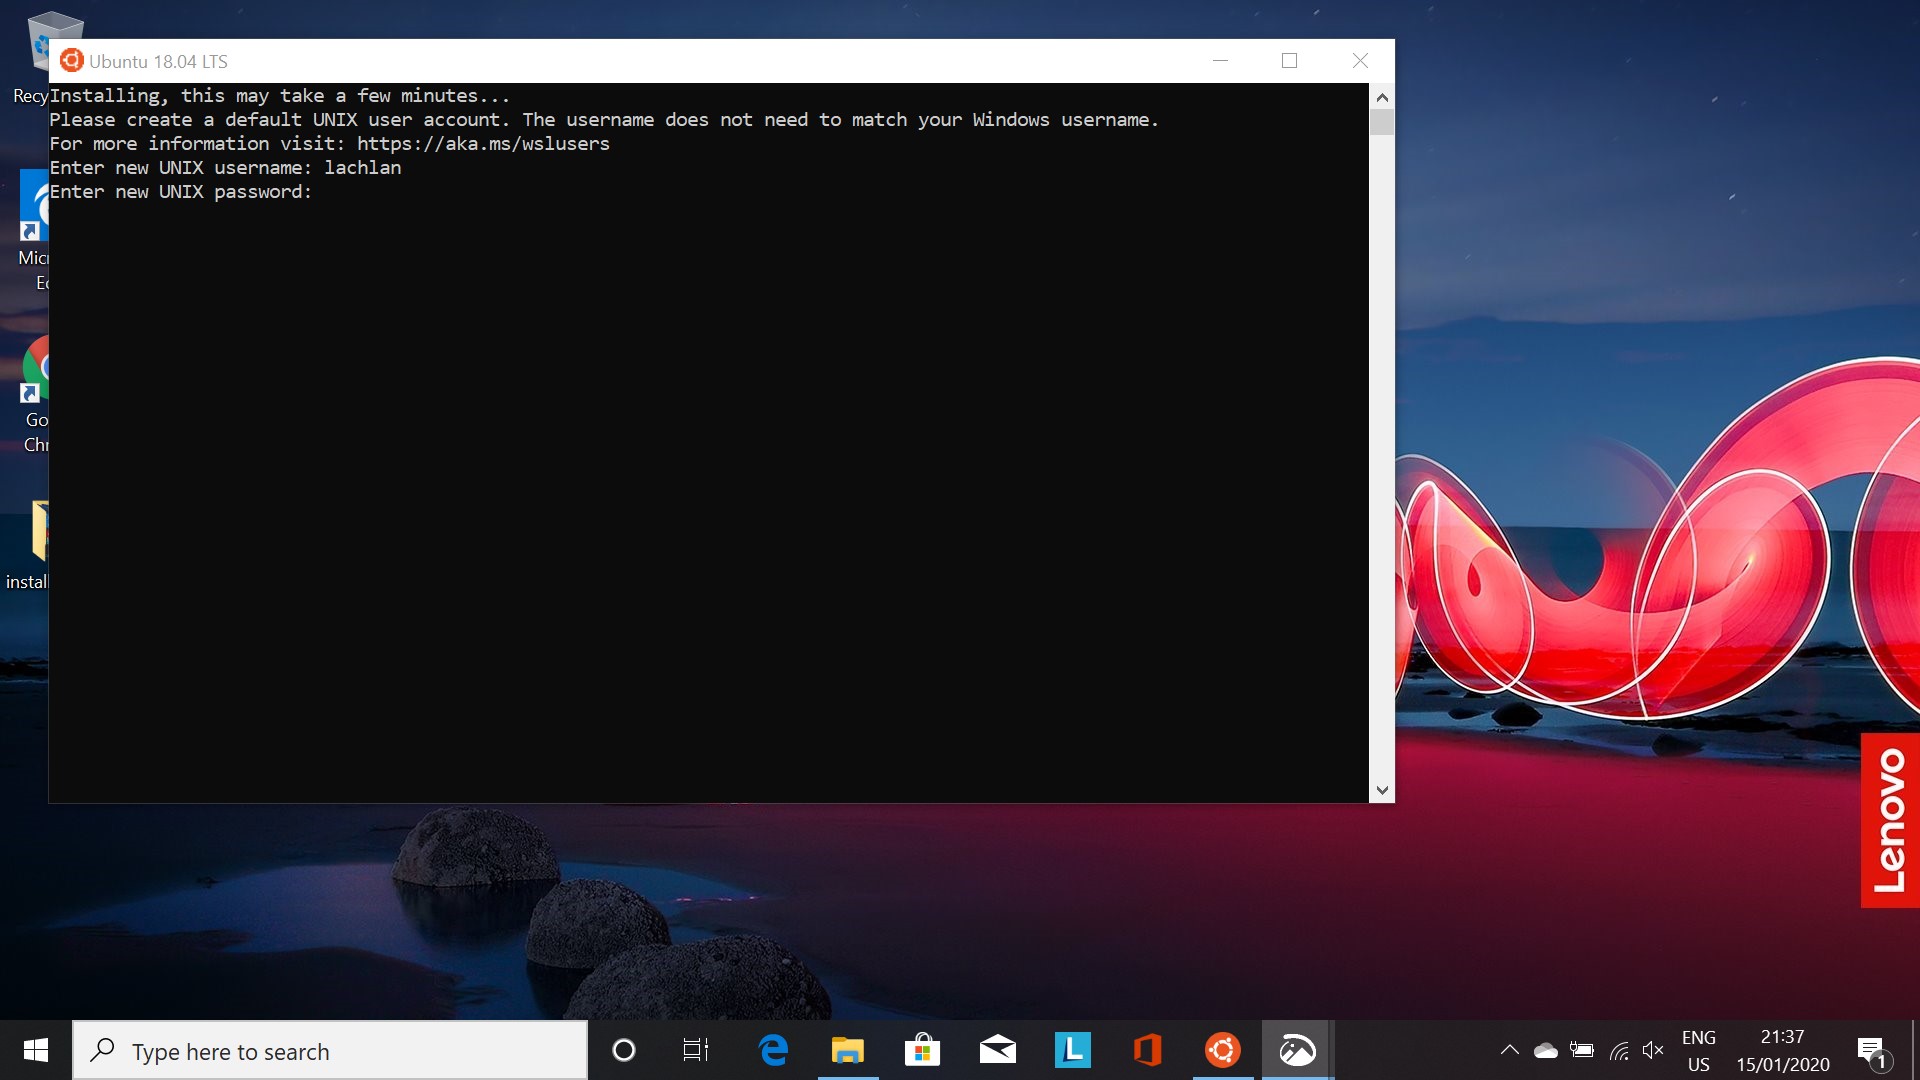 Ubuntu 18.04 LTS
Installing, this may take a few minutes...
Please create a default UNIX user account. The username does not need to match your Windows username.
For more information visit: https://aka.ms/wslusers
Enter new UNIX username: lachlan
Enter new UNIX password:
Recy
Micr
Ed
Go
Chr
install
Lenovo
Type here to search
L
ENG
US
21:37
15/01/2020
1